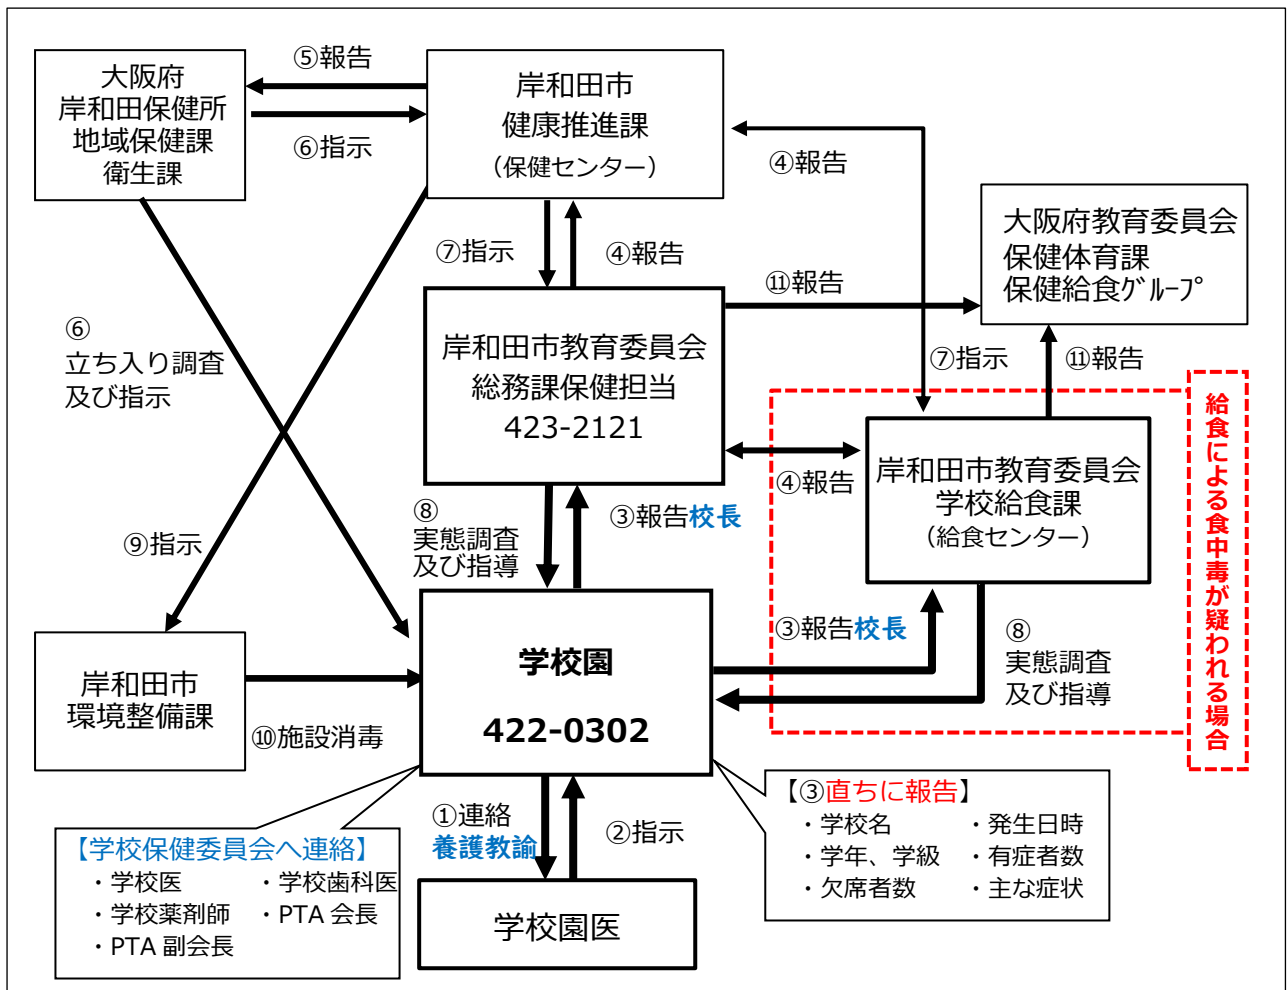 大阪府
岸和田保健所
地域保健課
衛生課
⑤報告
⑥指示
岸和田市
健康推進課
（保健センター）
④報告
大阪府教育委員会
保健体育課
保健給食ｸﾞﾙｰﾌﾟ
⑦指示
④報告
⑪報告
⑥
立ち入り調査
及び指示
岸和田市教育委員会
総務課保健担当
423-2121
⑦指示
⑪報告
給食による食中毒が疑われる場合
④報告
岸和田市教育委員会
学校給食課
（給食センター）
⑨指示
⑧
実態調査
及び指導
③報告校長
③報告校長
⑧
実態調査
及び指導
岸和田市
環境整備課
⑩施設消毒
学校園
422-0302
①連絡
養護教諭
②指示
学校園医
【学校保健委員会へ連絡】
・学校医 ・学校歯科医
・学校薬剤師 ・PTA 会長
・PTA 副会長
【③直ちに報告】
・学校名 ・発生日時
・学年、学級 ・有症者数
・欠席者数 ・主な症状